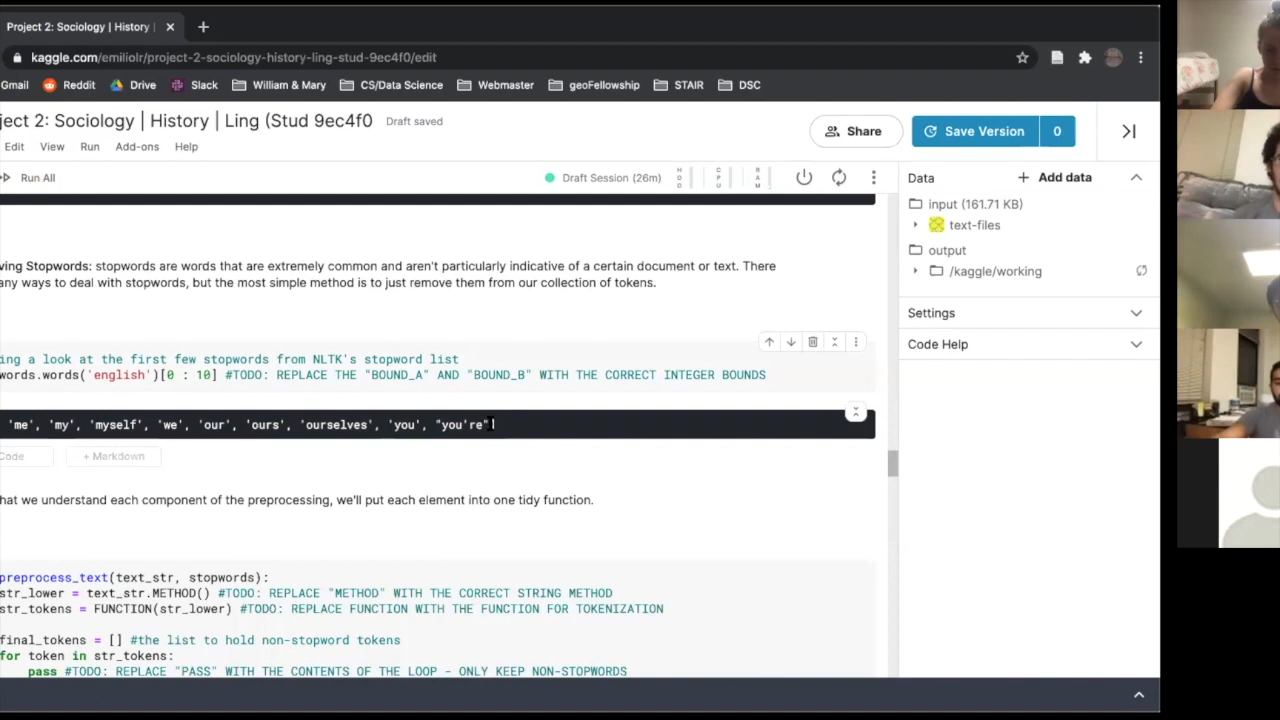 Project 2: Sociology | History |
kaggle.com/emiliolr/project-2-sociology-history-ling-stud-9ec4f0/edit
Gmail Reddit Drive Slack William & Mary CS/Data Science Webmaster geoFellowship STAIR DSC
ject 2: Sociology | History | Ling (Stud 9ec4f0 Draft saved
Share Save Version 0
Edit View Run Add-ons Help
Run All Draft Session (26m) HDD CPU RAM
Data + Add data
input (161.71 KB)
text-files
output
/kaggle/working
Settings
Code Help
ving Stopwords: stopwords are words that are extremely common and aren't particularly indicative of a certain document or text. There
any ways to deal with stopwords, but the most simple method is to just remove them from our collection of tokens.
ing a look at the first few stopwords from NLTK's stopword list
words.words('english')[0 : 10] #TODO: REPLACE THE "BOUND_A" AND "BOUND_B" WITH THE CORRECT INTEGER BOUNDS
'me', 'my', 'myself', 'we', 'our', 'ours', 'ourselves', 'you', "you're"]
Code + Markdown
hat we understand each component of the preprocessing, we'll put each element into one tidy function.
preprocess_text(text_str, stopwords):
str_lower = text_str.METHOD() #TODO: REPLACE "METHOD" WITH THE CORRECT STRING METHOD
str_tokens = FUNCTION(str_lower) #TODO: REPLACE FUNCTION WITH THE FUNCTION FOR TOKENIZATION
final_tokens = [] #the list to hold non-stopword tokens
for token in str_tokens:
pass #TODO: REPLACE "PASS" WITH THE CONTENTS OF THE LOOP - ONLY KEEP NON-STOPWORDS